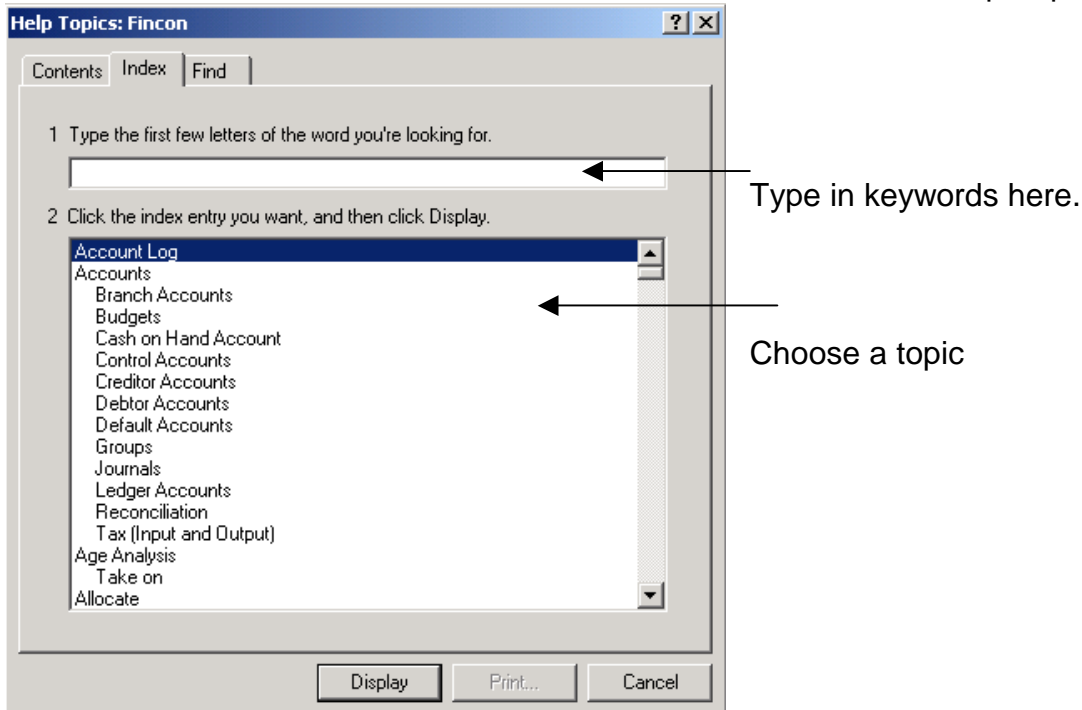 Help Topics: Fincon
Contents Index Find
1 Type the first few letters of the word you're looking for.
Type in keywords here.
2 Click the index entry you want, and then click Display.
Account Log
Accounts
Branch Accounts
Budgets
Cash on Hand Account
Control Accounts
Choose a topic
Creditor Accounts
Debtor Accounts
Default Accounts
Groups
Journals
Ledger Accounts
Reconciliation
Tax (Input and Output)
Age Analysis
Take on
Allocate
Display Print... Cancel